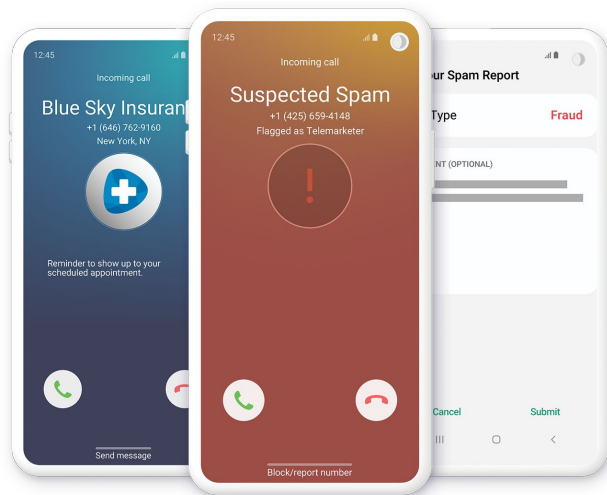 12:45
Incoming call
Blue Sky Insuran
+1 (646) 762-9160
New York, NY
Reminder to show up to your
scheduled appointment.
Send message
12:45
Incoming call
Suspected Spam
+1 (425) 659-4148
Flagged as Telemarketer
Block/report number
ur Spam Report
Type
Fraud
NT (OPTIONAL)
Cancel
Submit